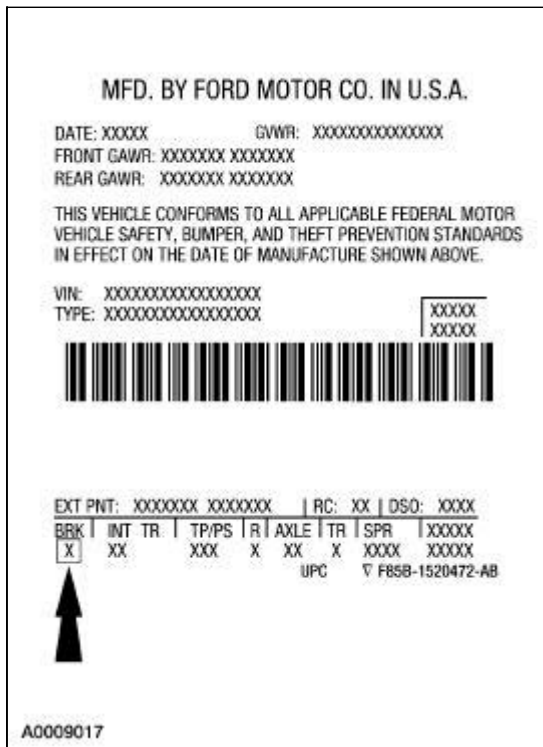 MFD. BY FORD MOTOR CO. IN U.S.A.
DATE: XXXXX GVWR: XXXXXXXXXXXXXXX
FRONT GAWR: XXXXXXX XXXXXXX
REAR GAWR: XXXXXXX XXXXXXX
THIS VEHICLE CONFORMS TO ALL APPLICABLE FEDERAL MOTOR
VEHICLE SAFETY, BUMPER, AND THEFT PREVENTION STANDARDS
IN EFFECT ON THE DATE OF MANUFACTURE SHOWN ABOVE.
VIN: XXXXXXXXXXXXXXXXX
TYPE: XXXXXXXXXXXXXXXXX
XXXXX
XXXXX
EXT PNT: XXXXXXX XXXXXXX RC: XX DSO: XXXX
BRK INT TR TP/PS R AXLE TR SPR XXXXX
X XX XXX X XX X XXXX XXXXX
UPC ∇ F85B-1520472-AB
A0009017